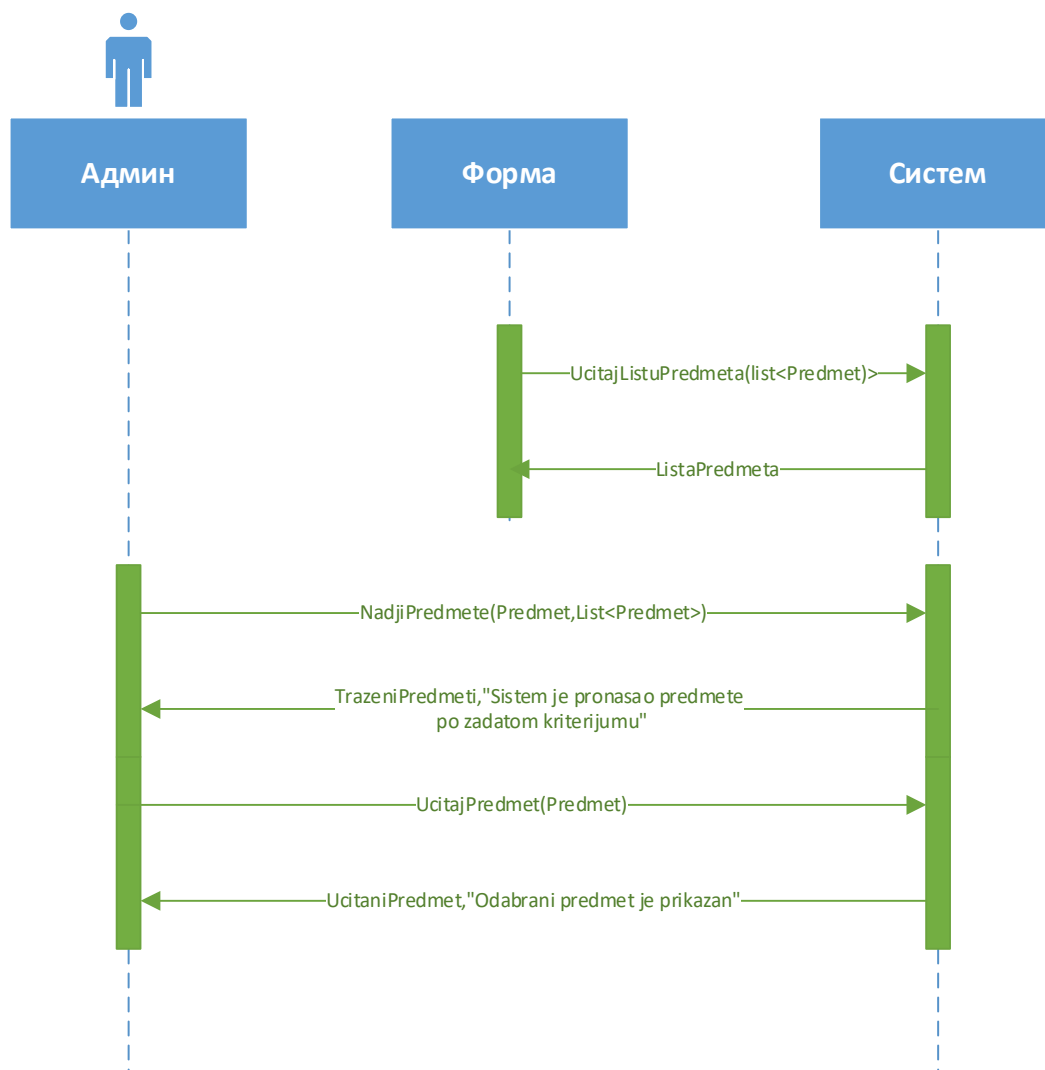 Админ
Форма
Систем
UcitajListuPredmeta(list<Predmet)>
ListaPredmeta
NadjiPredmete(Predmet,List<Predmet>)
TrazeniPredmeti,"Sistem je pronasao predmete
po zadatom kriterijumu"
UcitajPredmet(Predmet)
UcitaniPredmet,"Odabrani predmet je prikazan"